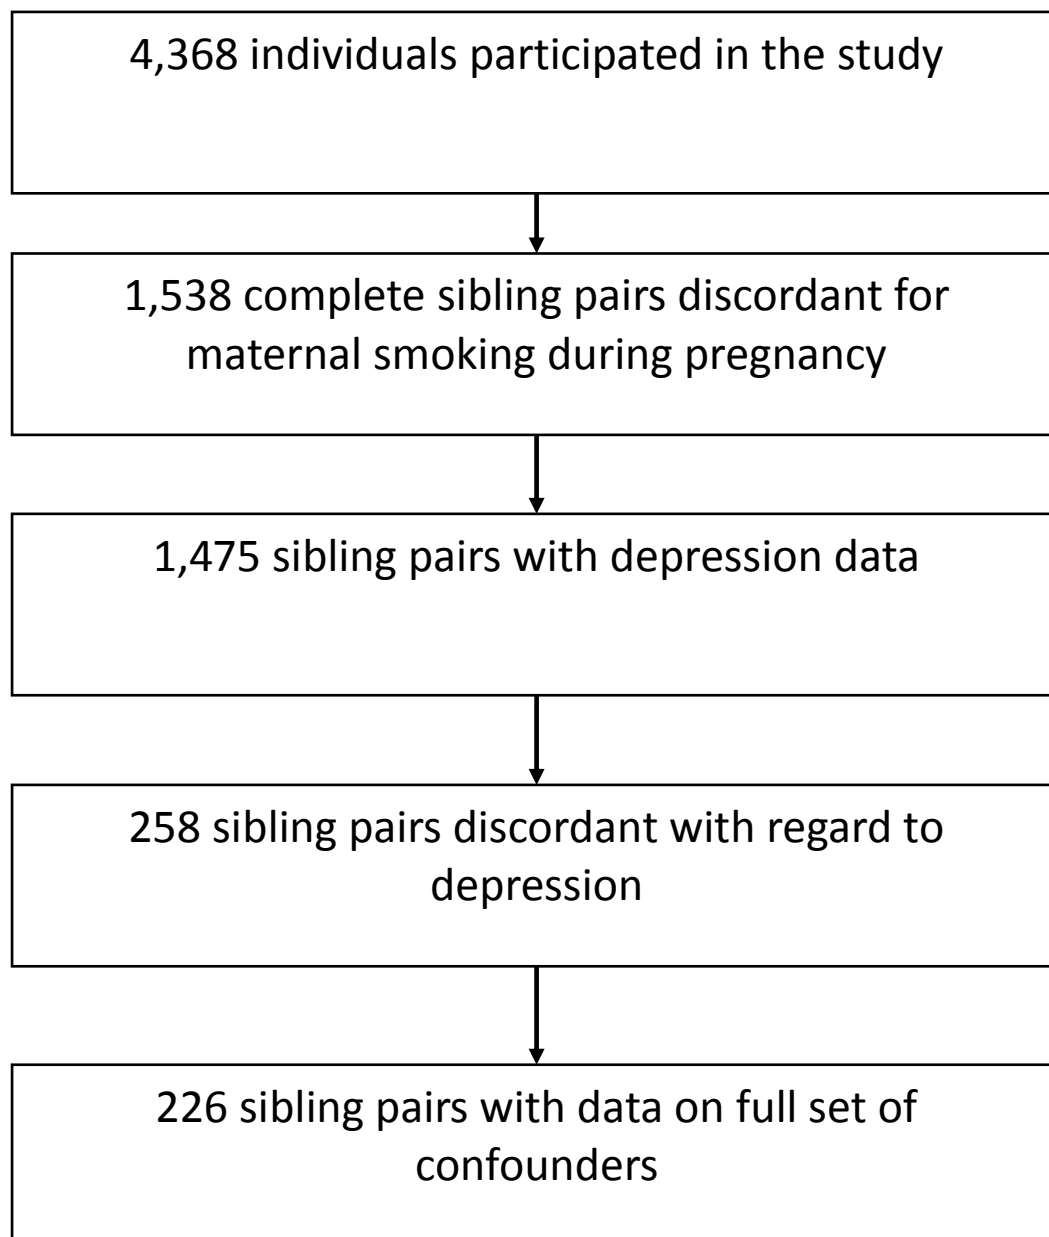 4,368 individuals participated in the study
1,538 complete sibling pairs discordant for
maternal smoking during pregnancy
1,475 sibling pairs with depression data
258 sibling pairs discordant with regard to
depression
226 sibling pairs with data on full set of
confounders